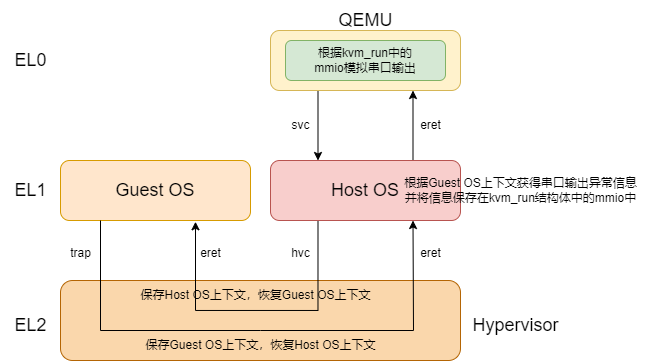 QEMU
EL0
根据kvm_run中的
mmio模拟串口输出
svc
eret
EL1
Guest OS
Host OS
根据Guest OS上下文获得串口输出异常信息
并将信息保存在kvm_run结构体中的mmio中
trap
eret
hvc
eret
保存Host OS上下文，恢复Guest OS上下文
EL2
Hypervisor
保存Guest OS上下文，恢复Host OS上下文